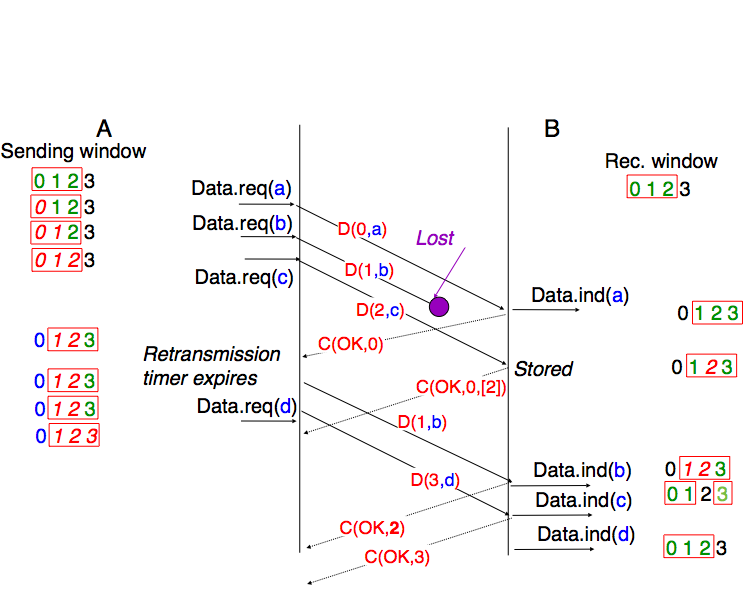 A
B
Sending window
Rec. window
0 1 2 3
0 1 2 3
Data.req(a)
0 1 2 3
Data.req(b)
D(0,a)
0 1 2 3
Lost
0 1 2 3
D(1,b)
Data.req(c)
D(2,c)
Data.ind(a)
0 1 2 3
0 1 2 3
C(OK,0)
Retransmission
timer expires
Stored
0 1 2 3
0 1 2 3
C(OK,0,[2])
0 1 2 3
Data.req(d)
D(1,b)
0 1 2 3
Data.ind(b)
0 1 2 3
D(3,d)
Data.ind(c)
0 1 2 3
C(OK,2)
Data.ind(d)
0 1 2 3
C(OK,3)